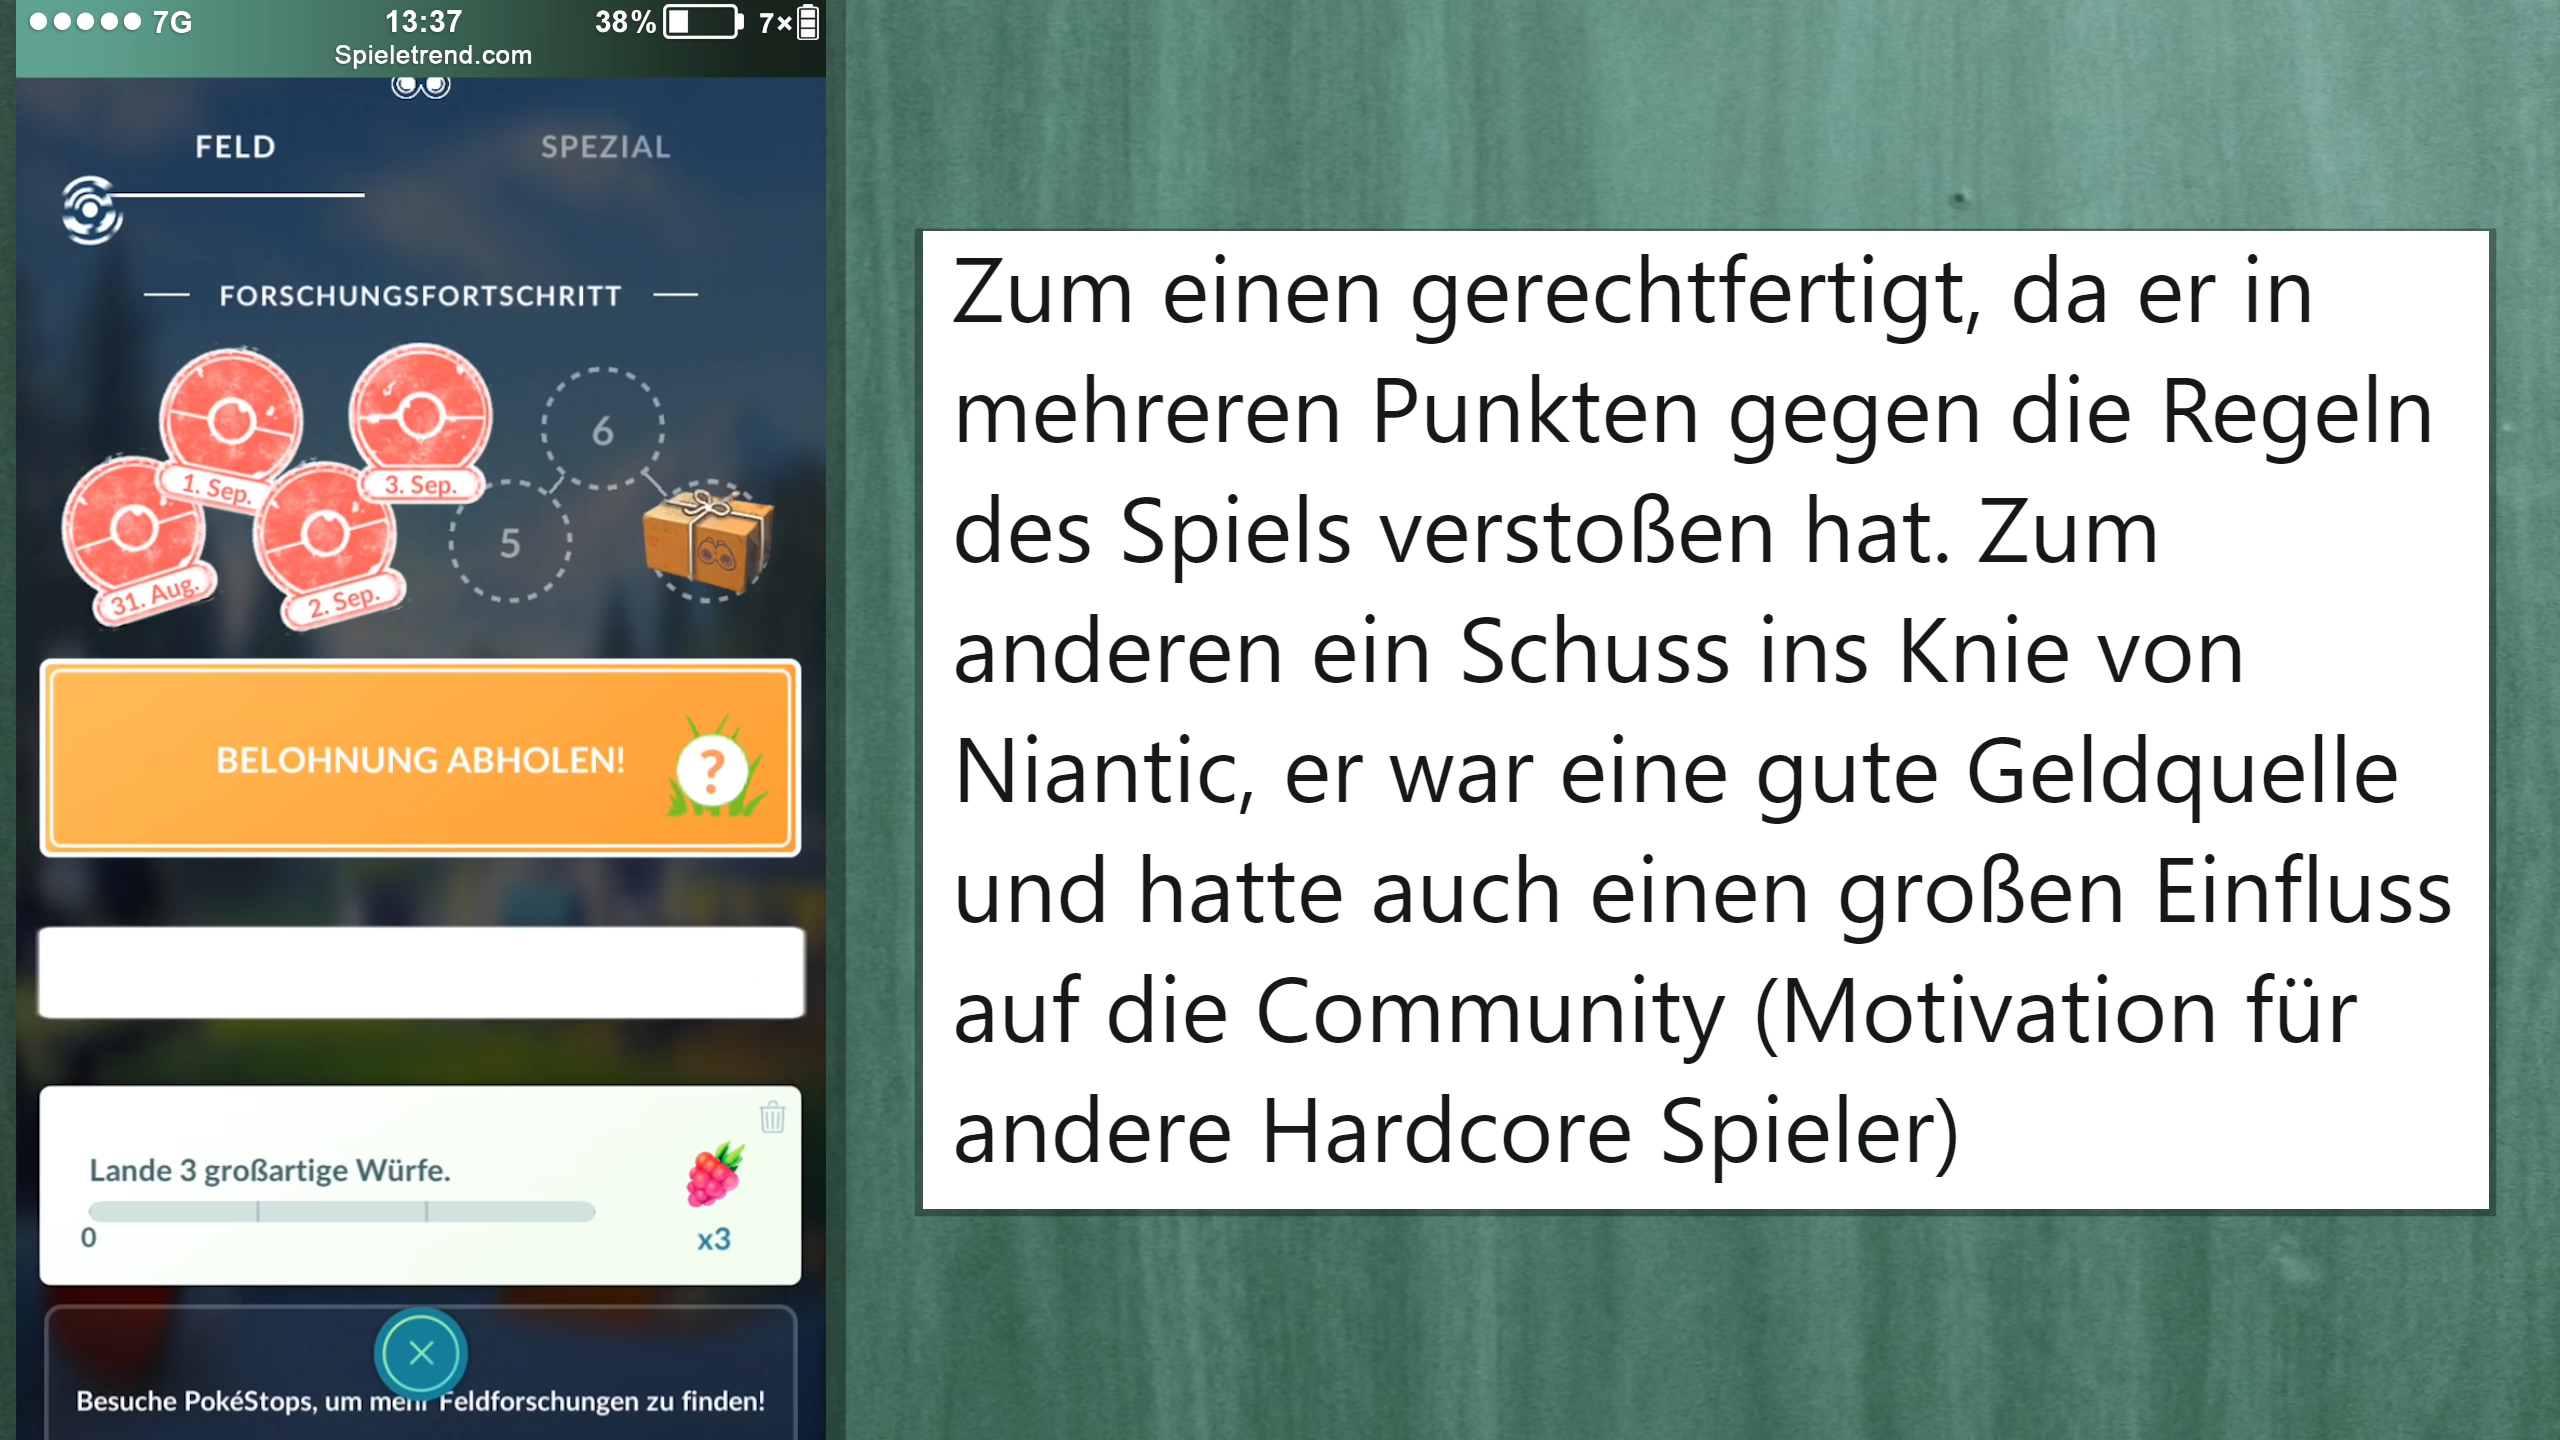 7G 13:37 38% 7×
Spieletrend.com
FELD SPEZIAL
FORSCHUNGSFORTSCHRITT
1. Sep. 3. Sep. 6
31. Aug. 2. Sep. 5
BELOHNUNG ABHOLEN! ?
Lande 3 großartige Würfe.
0 x3
Besuche PokéStops, um mehr Feldforschungen zu finden!
Zum einen gerechtfertigt, da er in
mehreren Punkten gegen die Regeln
des Spiels verstoßen hat. Zum
anderen ein Schuss ins Knie von
Niantic, er war eine gute Geldquelle
und hatte auch einen großen Einfluss
auf die Community (Motivation für
andere Hardcore Spieler)